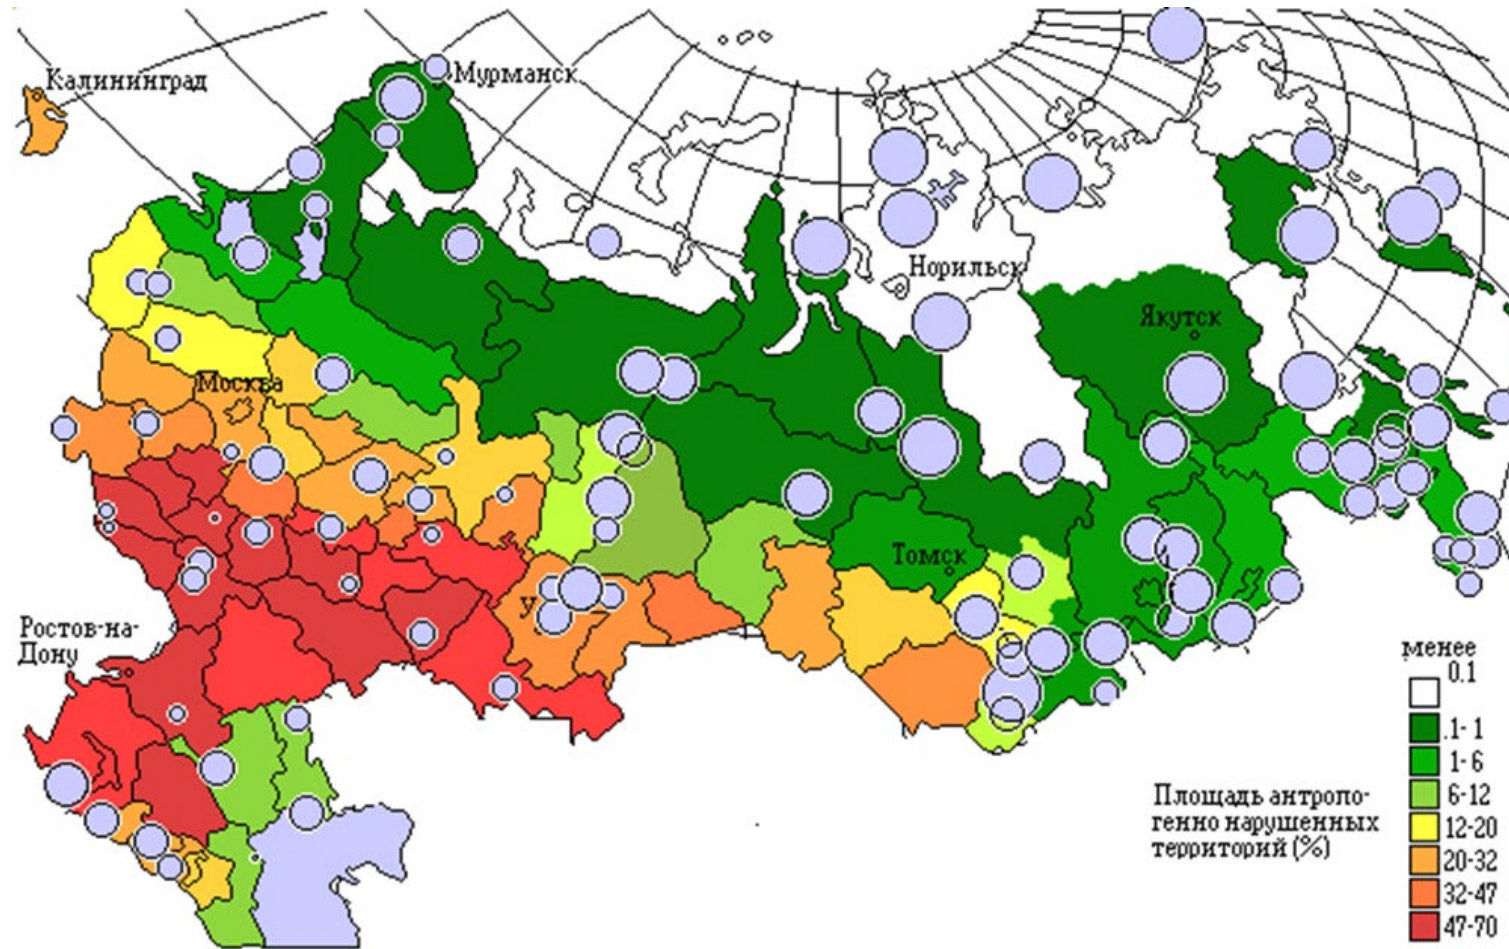 Калининград
Мурманск
Норильск
Якутск
Москва
Томск
У
Ростов-на-
Дону
менее
0.1
.1-1
1-6
6-12
12-20
20-32
32-47
47-70
Площадь антропо-
генно нарушенных
территорий (%)